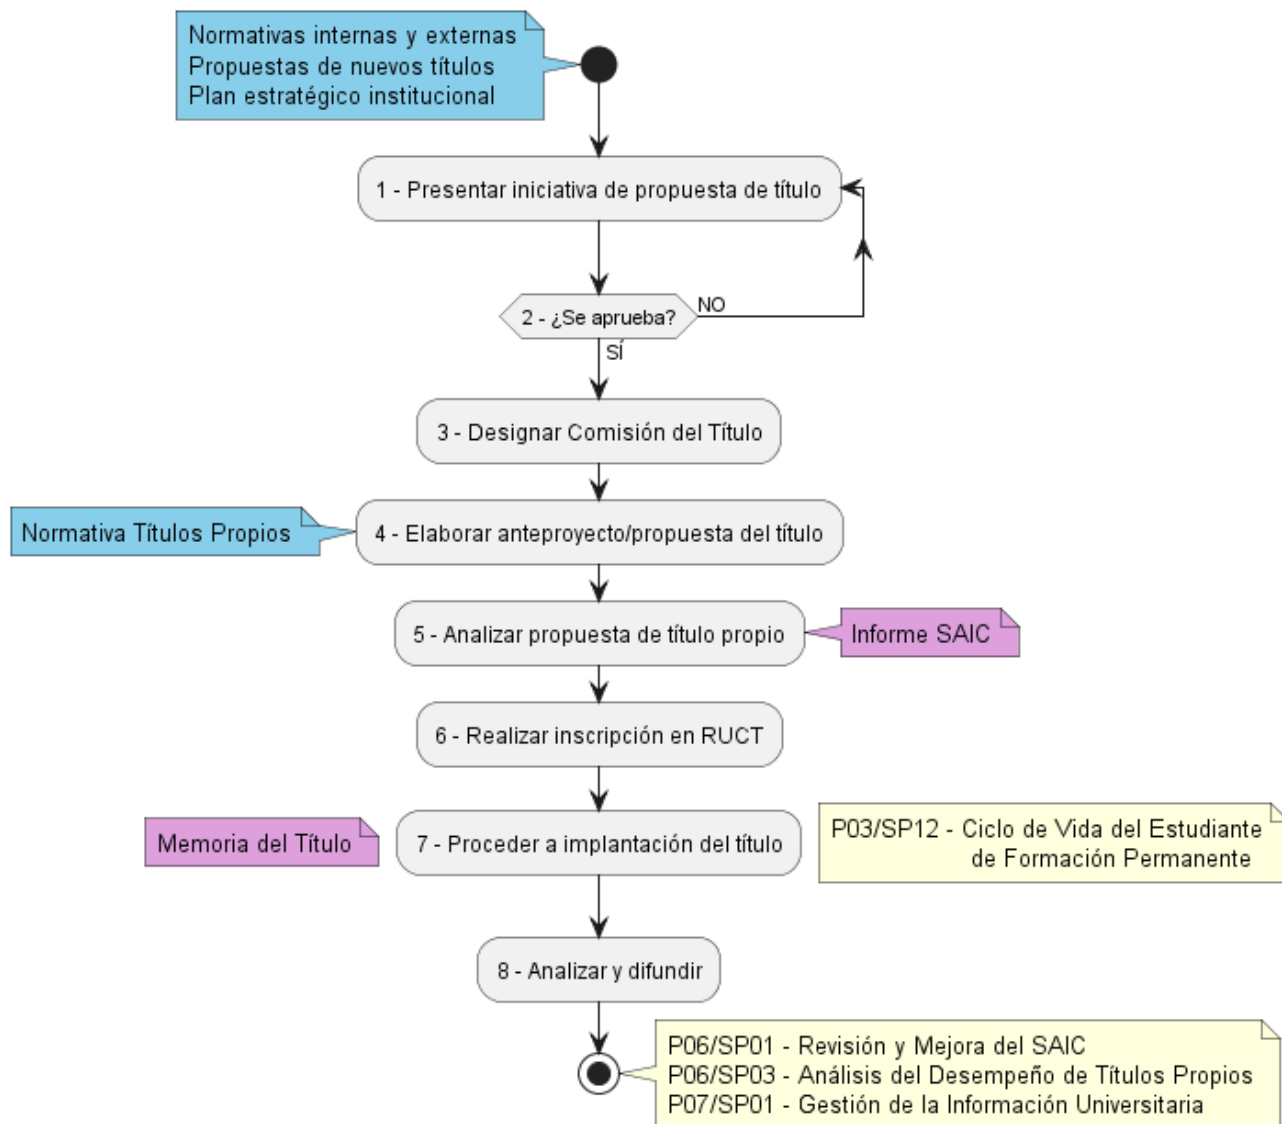 Normativas internas y externas
Propuestas de nuevos títulos
Plan estratégico institucional
1 - Presentar iniciativa de propuesta de título
2 - ¿Se aprueba?
NO
SÍ
3 - Designar Comisión del Título
Normativa Títulos Propios
4 - Elaborar anteproyecto/propuesta del título
5 - Analizar propuesta de título propio
Informe SAIC
6 - Realizar inscripción en RUCT
Memoria del Título
7 - Proceder a implantación del título
P03/SP12 - Ciclo de Vida del Estudiante
de Formación Permanente
8 - Analizar y difundir
P06/SP01 - Revisión y Mejora del SAIC
P06/SP03 - Análisis del Desempeño de Títulos Propios
P07/SP01 - Gestión de la Información Universitaria